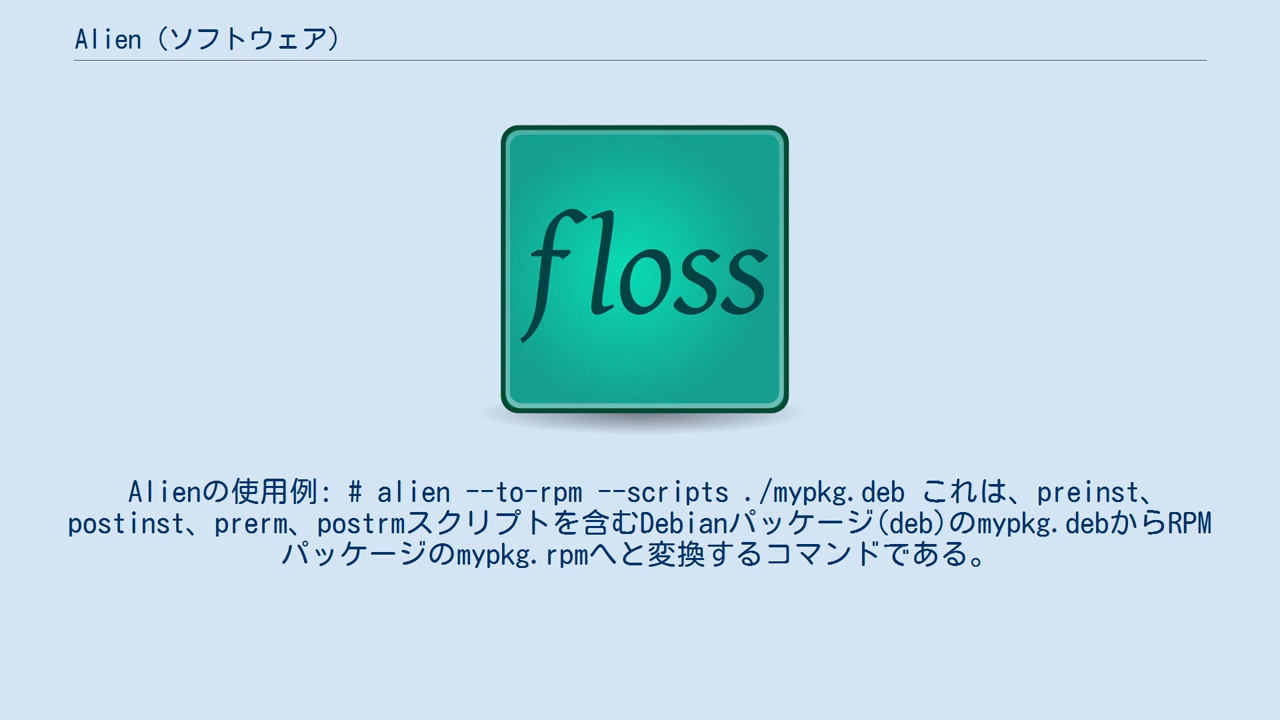 Alien（ソフトウェア）
floss
Alienの使用例: # alien --to-rpm --scripts ./mypkg.deb これは、preinst、
postinst、prerm、postrmスクリプトを含むDebianパッケージ(deb)のmypkg.debからRPM
パッケージのmypkg.rpmへと変換するコマンドである。